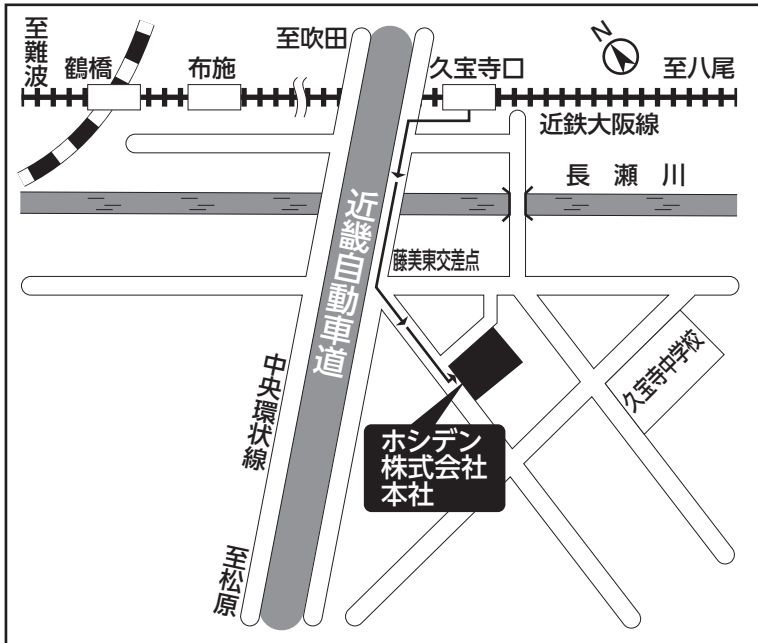 至難波
鶴橋
布施
至吹田
久宝寺口
N
至八尾
近鉄大阪線
長瀬川
近畿自動車道
藤美東交差点
中央環状線
久宝寺中学校
ホシデン
株式会社
本社
至松原